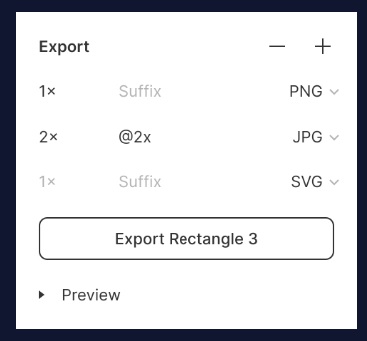 Export
1× Suffix PNG
2× @2x JPG
1× Suffix SVG
Export Rectangle 3
Preview